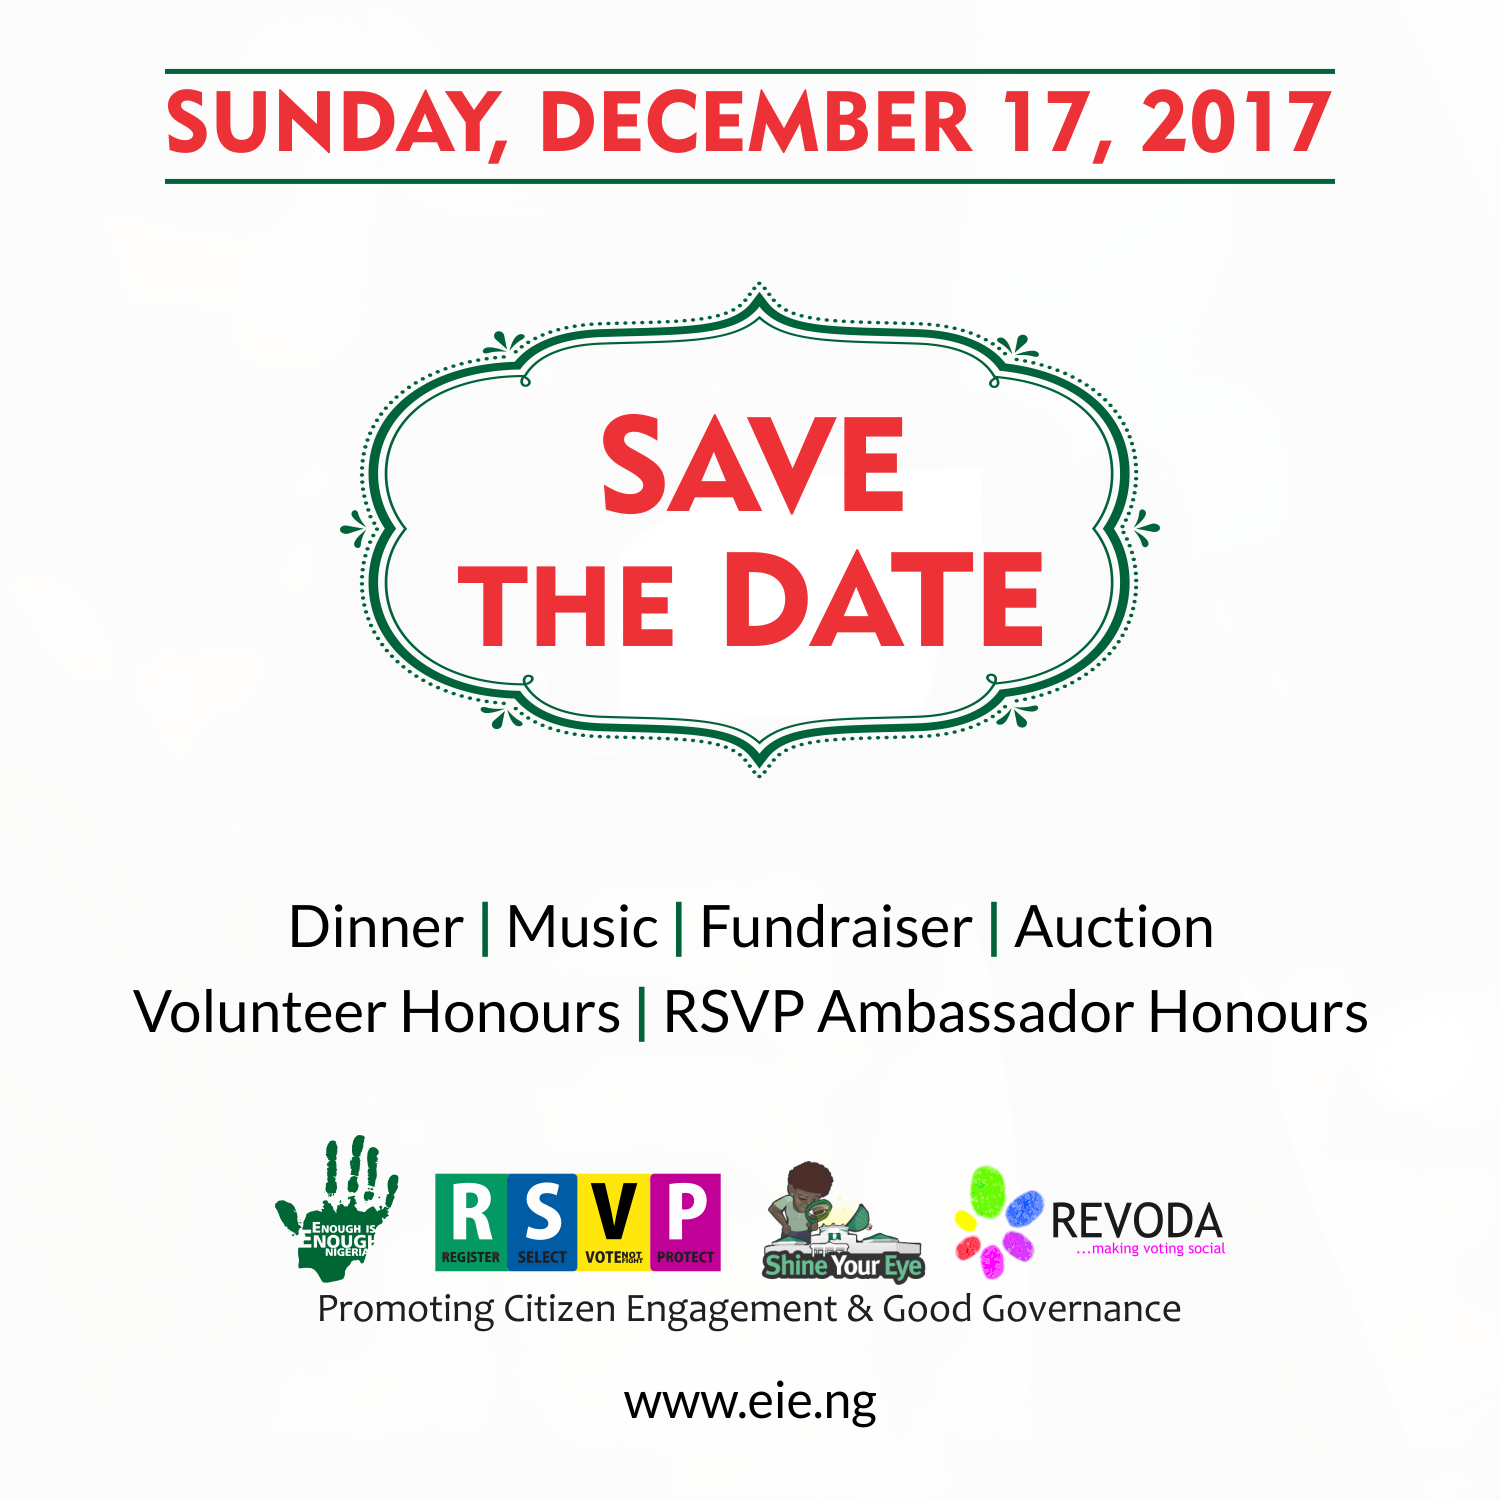 SUNDAY, DECEMBER 17, 2017
SAVE
THE DATE
Dinner | Music | Fundraiser | Auction
Volunteer Honours | RSVP Ambassador Honours
ENOUGH IS
ENOUGH
NIGERIA
R S V P
REGISTER SELECT VOTE NOT FIGHT PROTECT
Shine Your Eye
REVODA
...making voting social
Promoting Citizen Engagement & Good Governance
www.eie.ng